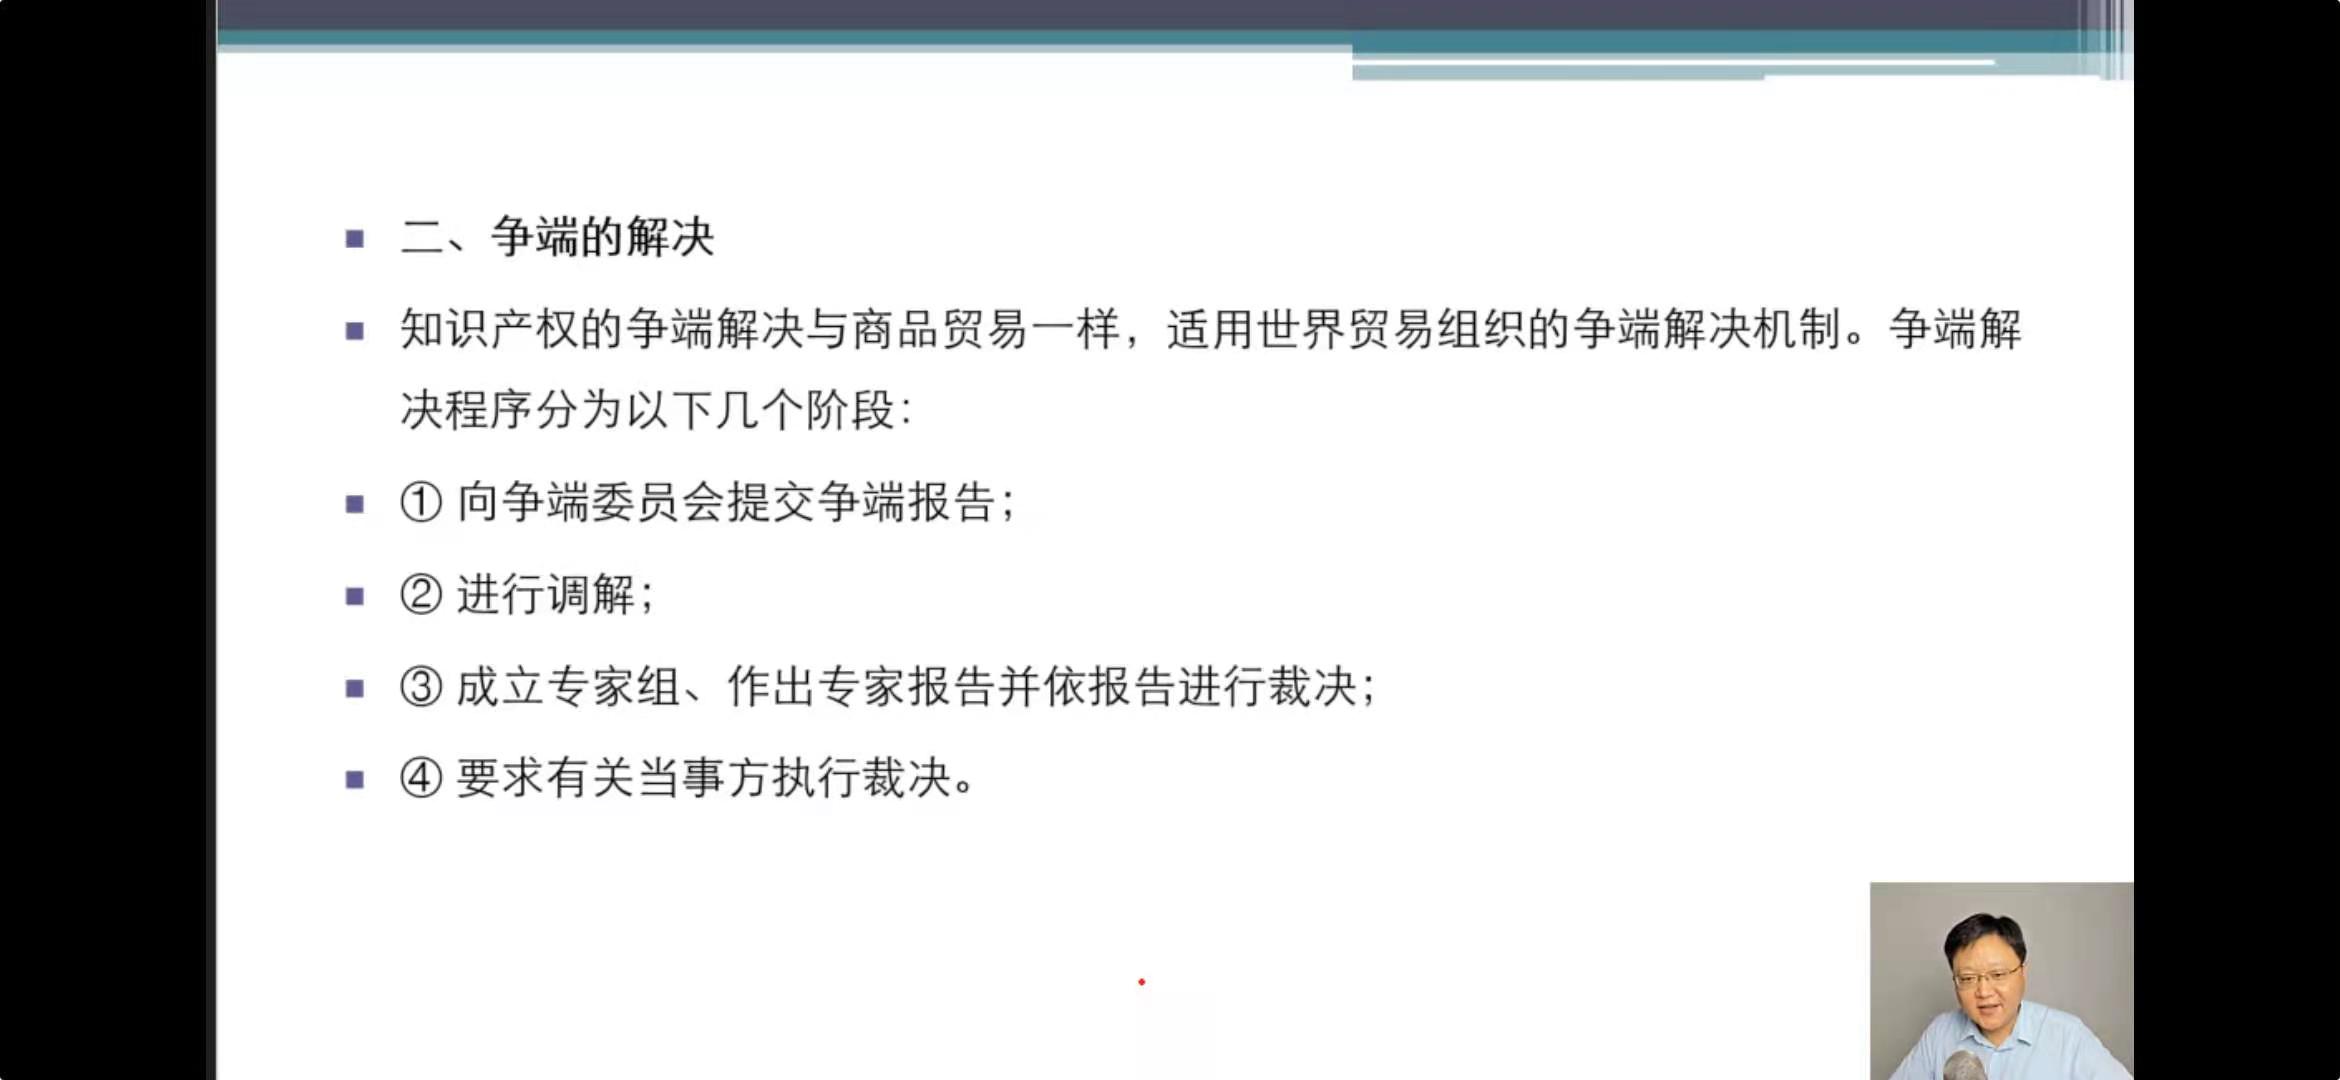 二、争端的解决
知识产权的争端解决与商品贸易一样，适用世界贸易组织的争端解决机制。争端解
决程序分为以下几个阶段：
① 向争端委员会提交争端报告；
② 进行调解；
③ 成立专家组、作出专家报告并依报告进行裁决；
④ 要求有关当事方执行裁决。